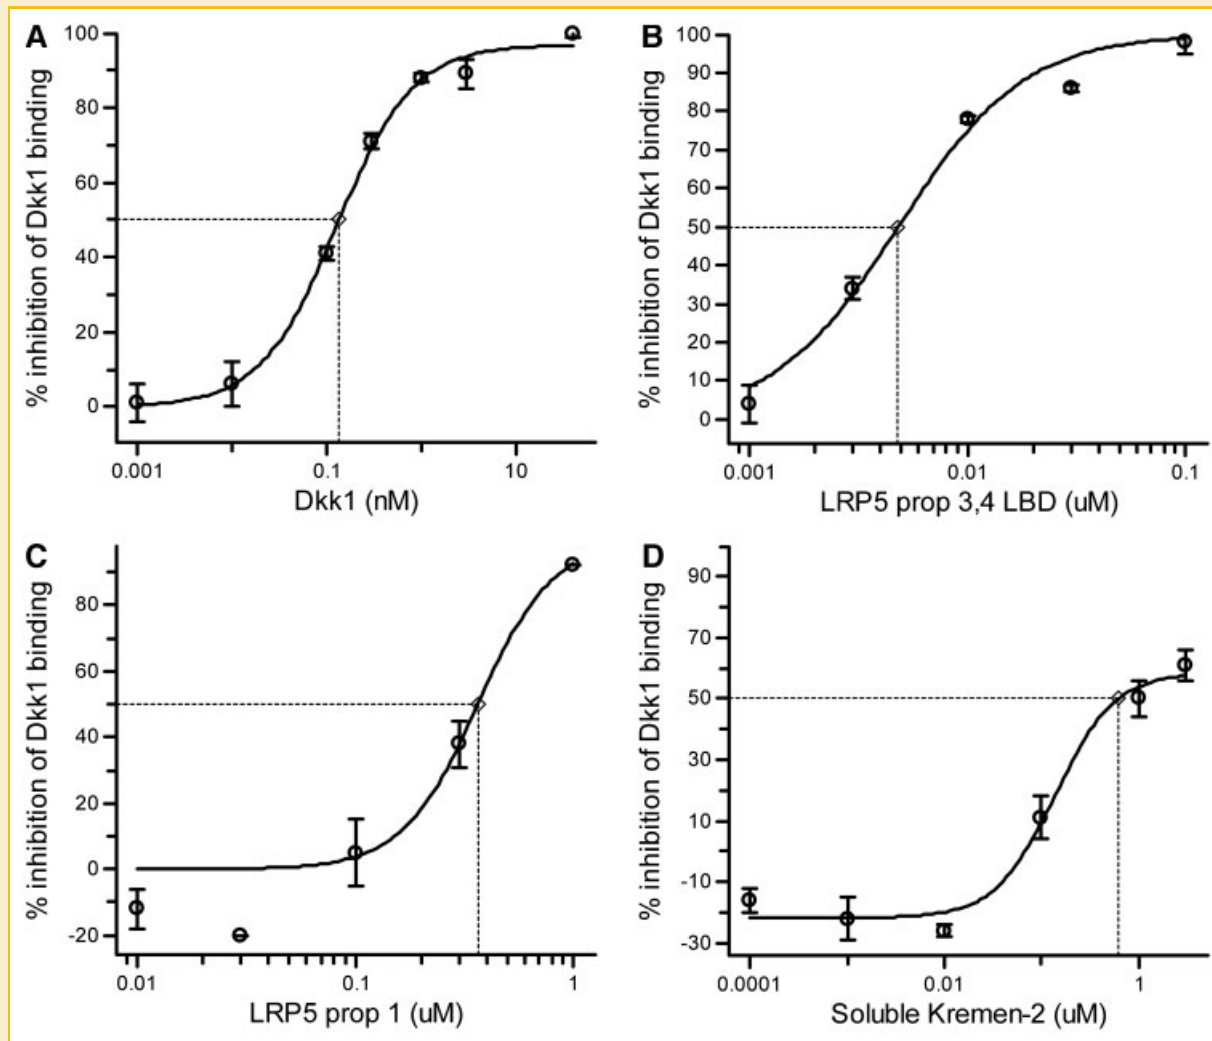 A
% inhibition of Dkk1 binding
100
80
60
40
20
0
0.001 0.1 10
Dkk1 (nM)
B
% inhibition of Dkk1 binding
100
90
80
70
60
50
40
30
20
10
0
0.001 0.01 0.1
LRP5 prop 3,4 LBD (uM)
C
% inhibition of Dkk1 binding
80
60
40
20
0
-20
0.01 0.1 1
LRP5 prop 1 (uM)
D
% inhibition of Dkk1 binding
90
70
50
30
10
-10
-30
0.0001 0.01 1
Soluble Kremen-2 (uM)